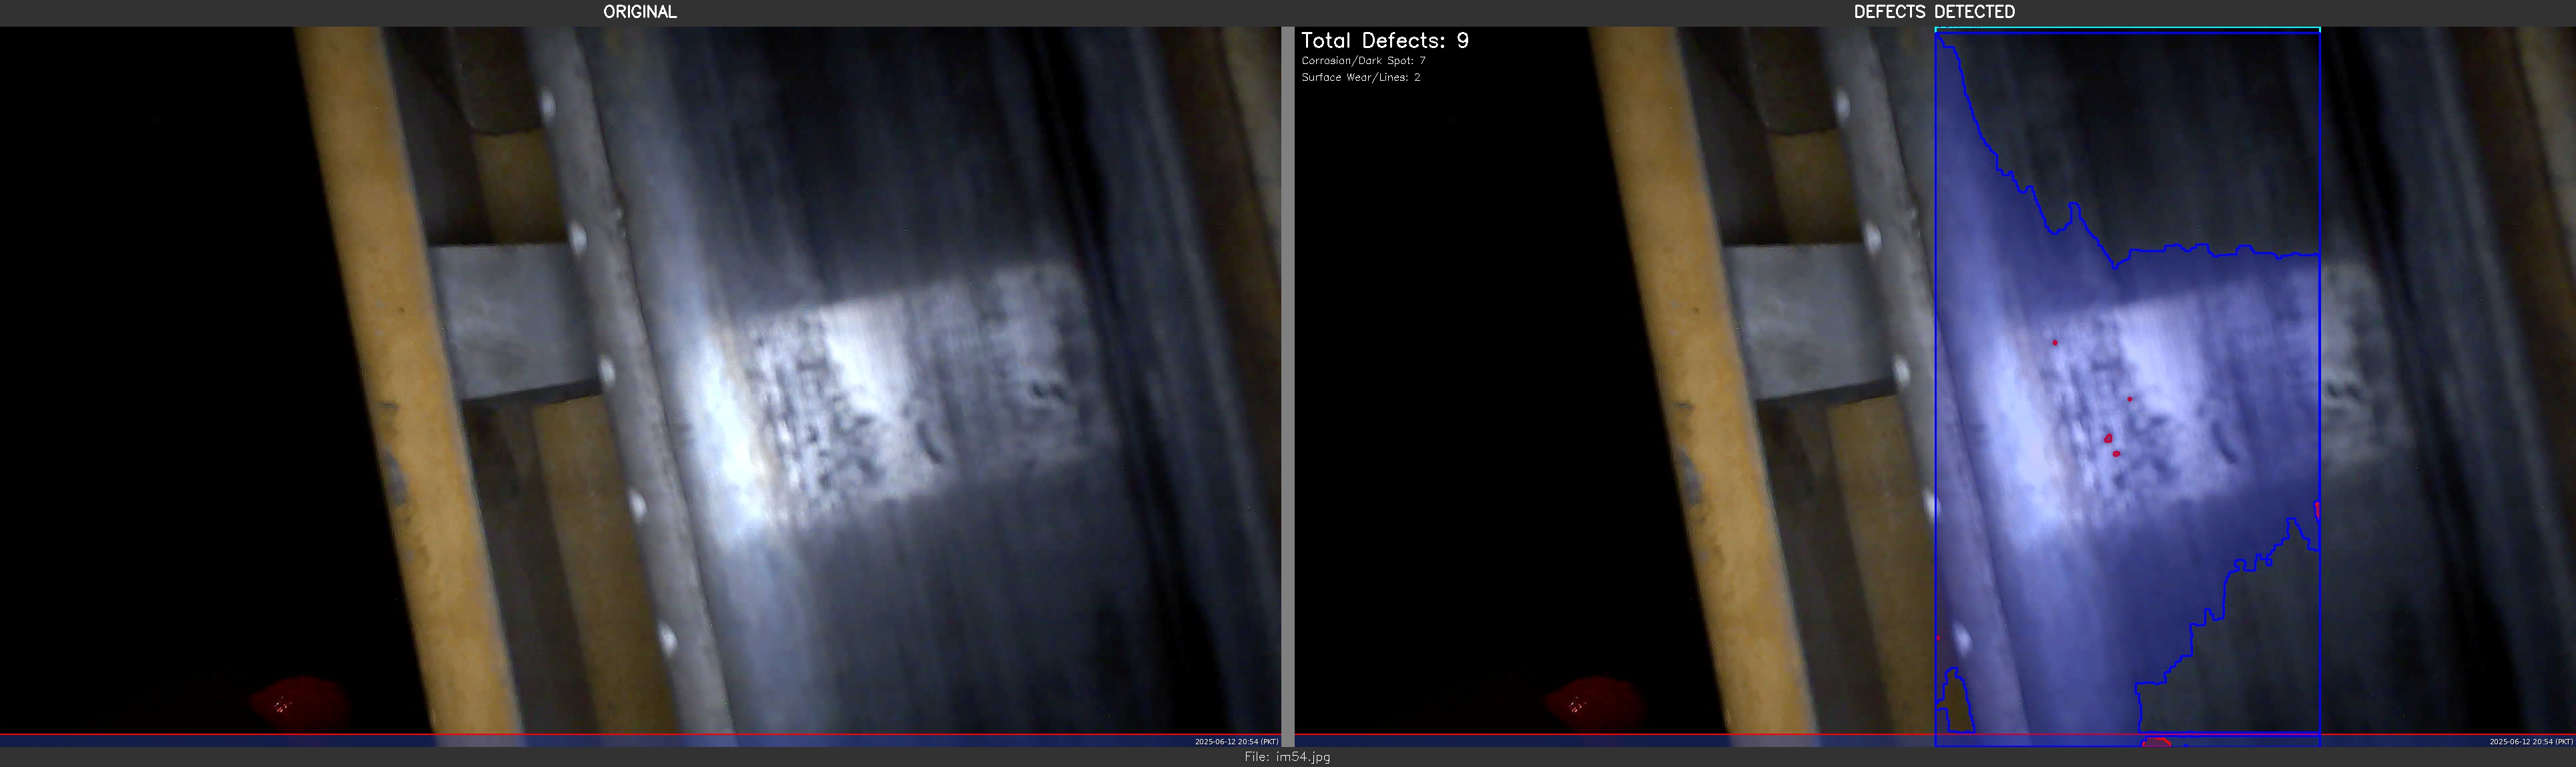 ORIGINAL
DEFECTS DETECTED
Total Defects: 9
Corrosion/Dark Spot: 7
Surface Wear/Lines: 2
2025-06-12 20:54 (PKT)
2025-06-12 20:54 (PKT)
File: im54.jpg